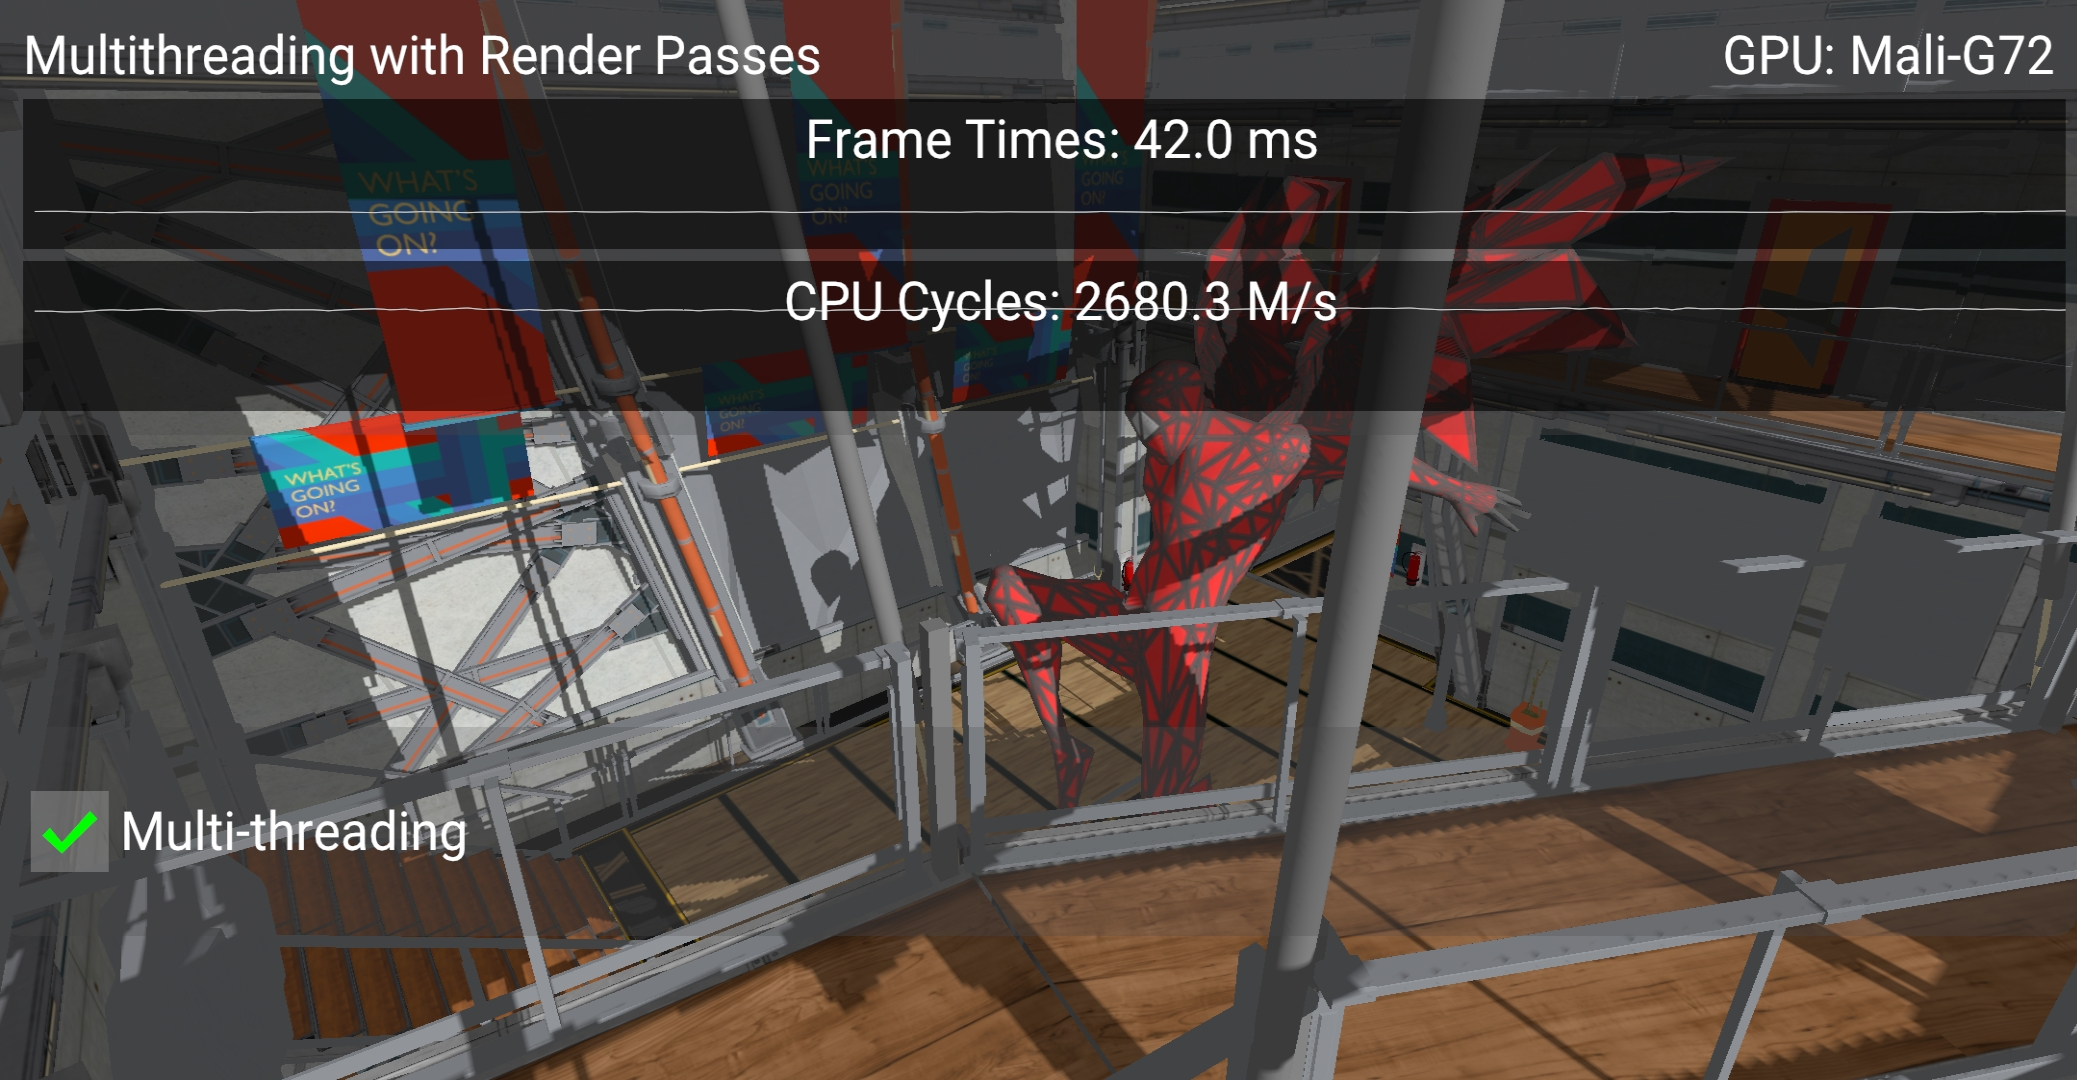 Multithreading with Render Passes
GPU: Mali-G72
Frame Times: 42.0 ms
WHAT'S
GOING
ON?
WHAT'S
GOING
ON?
GOING
ON?
CPU Cycles: 2680.3 M/s
WHAT'S
GOING
ON?
WHAT'S
GOING
ON?
Multi-threading